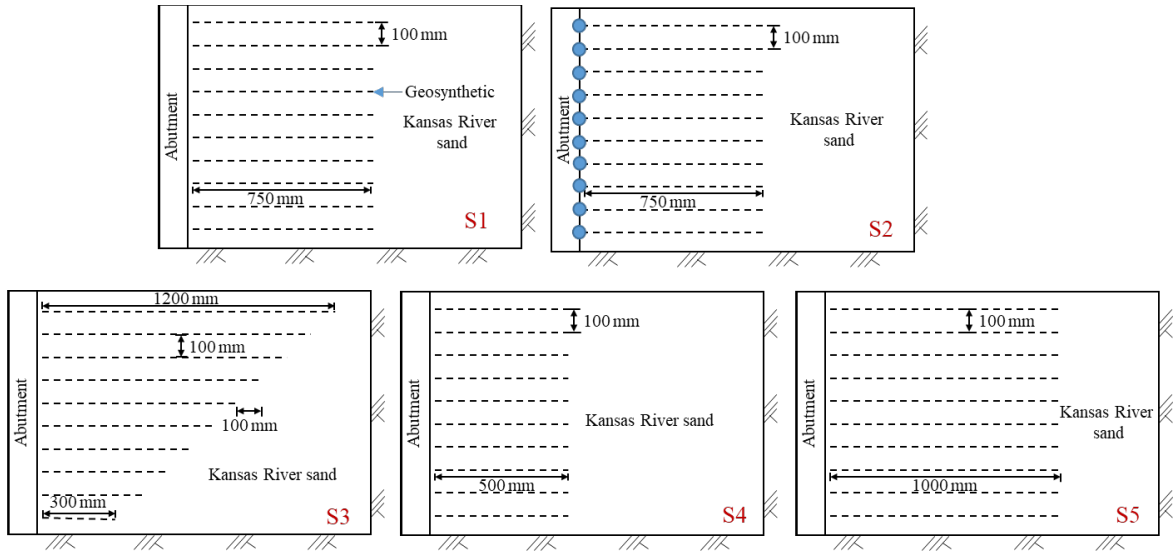 100 mm
Abutment
Geosynthetic
Kansas River
sand
750 mm
S1
100 mm
Abutment
Kansas River
sand
750 mm
S2
1200 mm
Abutment
100 mm
100 mm
Kansas River sand
300 mm
S3
100 mm
Abutment
Kansas River sand
500 mm
S4
100 mm
Abutment
Kansas River
sand
1000 mm
S5